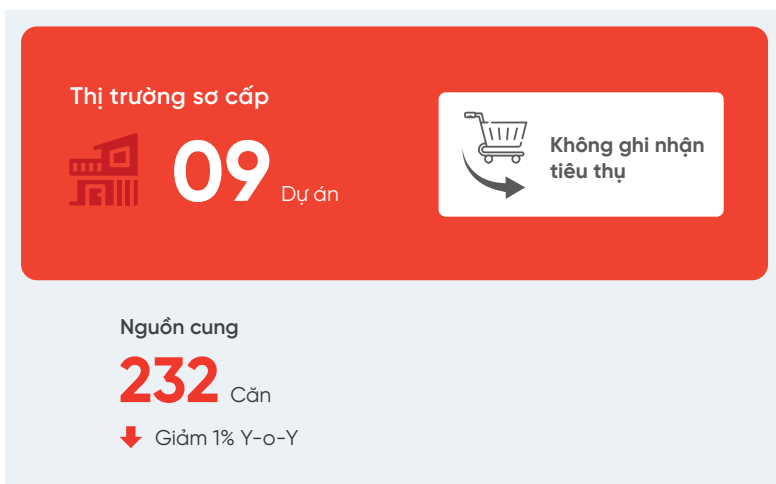 Thị trường sơ cấp
09 Dự án
Không ghi nhận
tiêu thụ
Nguồn cung
232 Căn
Giảm 1% Y-o-Y